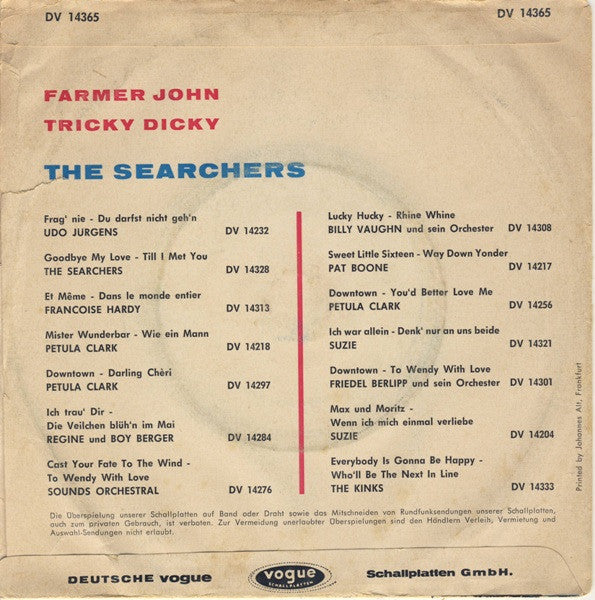 DV 14365
DV 14365
FARMER JOHN
TRICKY DICKY
THE SEARCHERS
Frag' nie - Du darfst nicht geh'n
UDO JURGENS DV 14232
Goodbye My Love - Till I Met You
THE SEARCHERS DV 14328
Et Même - Dans le monde entier
FRANCOISE HARDY DV 14313
Mister Wunderbar - Wie ein Mann
PETULA CLARK DV 14218
Downtown - Darling Chèri
PETULA CLARK DV 14297
Ich trau' Dir -
Die Veilchen blüh'n im Mai
REGINE und BOY BERGER DV 14284
Cast Your Fate To The Wind -
To Wendy With Love
SOUNDS ORCHESTRAL DV 14276
Lucky Hucky - Rhine Whine
BILLY VAUGHN und sein Orchester DV 14308
Sweet Little Sixteen - Way Down Yonder
PAT BOONE DV 14217
Downtown - You'd Better Love Me
PETULA CLARK DV 14256
Ich war allein - Denk' nur an uns beide
SUZIE DV 14321
Downtown - To Wendy With Love
FRIEDEL BERLIPP und sein Orchester DV 14301
Max und Moritz -
Wenn ich mich einmal verliebe
SUZIE DV 14204
Everybody Is Gonna Be Happy -
Who'll Be The Next In Line
THE KINKS DV 14333
Printed by Johannes Alt, Frankfurt
Die Überspielung unserer Schallplatten auf Band oder Draht sowie das Mitschneiden von Rundfunksendungen unserer Schallplatten,
auch zum privaten Gebrauch, ist verboten. Zur Vermeidung unerlaubter Überspielungen sind den Händlern Verleih, Vermietung und
Auswahl-Sendungen nicht erlaubt.
DEUTSCHE vogue vogue Schallplatten GmbH.
SCHALLPLATTEN